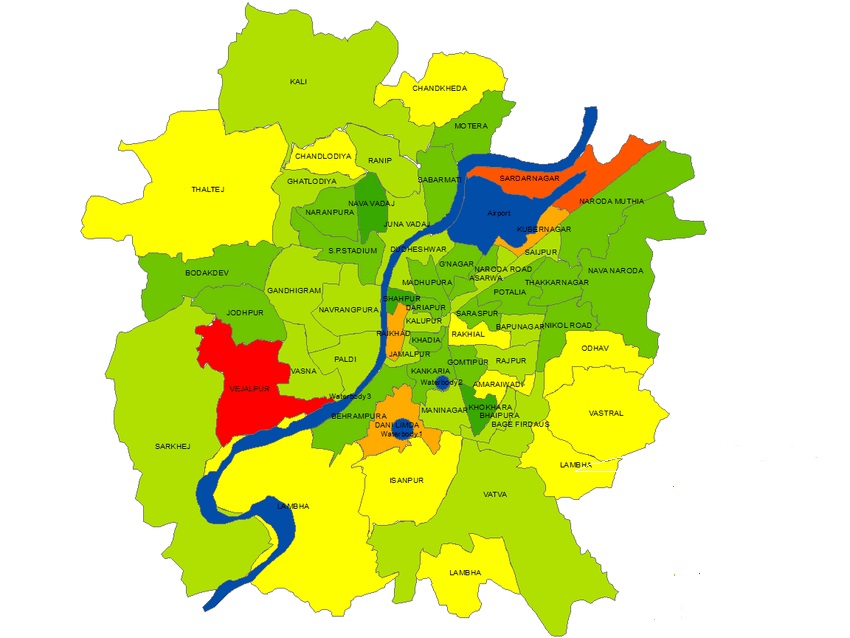 KALI
CHANDKHEDA
MOTERA
CHANDLODIYA
RANIP
GHATLODIYA
SABARMATI
SARDARNAGAR
THALTEJ
NAVA VADAJ
NARANPURA
NARODA MUTHIA
Airport
JUNA VADAJ
KUBERNAGAR
S.P.STADIUM
DUDHESHWAR
SAIJPUR
G'NAGAR
NARODA ROAD
NAVA NARODA
BODAKDEV
ASARWA
MADHUPURA
THAKKARNAGAR
GANDHIGRAM
POTALIA
SHAHPUR
DARIAPUR
NAVRANGPURA
JODHPUR
SARASPUR
KALUPUR
BAPUNAGAR
NIKOL ROAD
RAIKHAD
RAKHIAL
KHADIA
ODHAV
JAMALPUR
PALDI
GOMTIPUR
RAJPUR
VASNA
KANKARIA
Waterbody2
AMARAIWADI
VEJALPUR
Waterbody3
MANINAGAR
KHOKHARA
BEHRAMPURA
BHAIPURA
VASTRAL
DANILIMDA
BAGE FIRDAUS
Waterbody1
SARKHEJ
LAMBHA
ISANPUR
VATVA
LAMBHA
LAMBHA